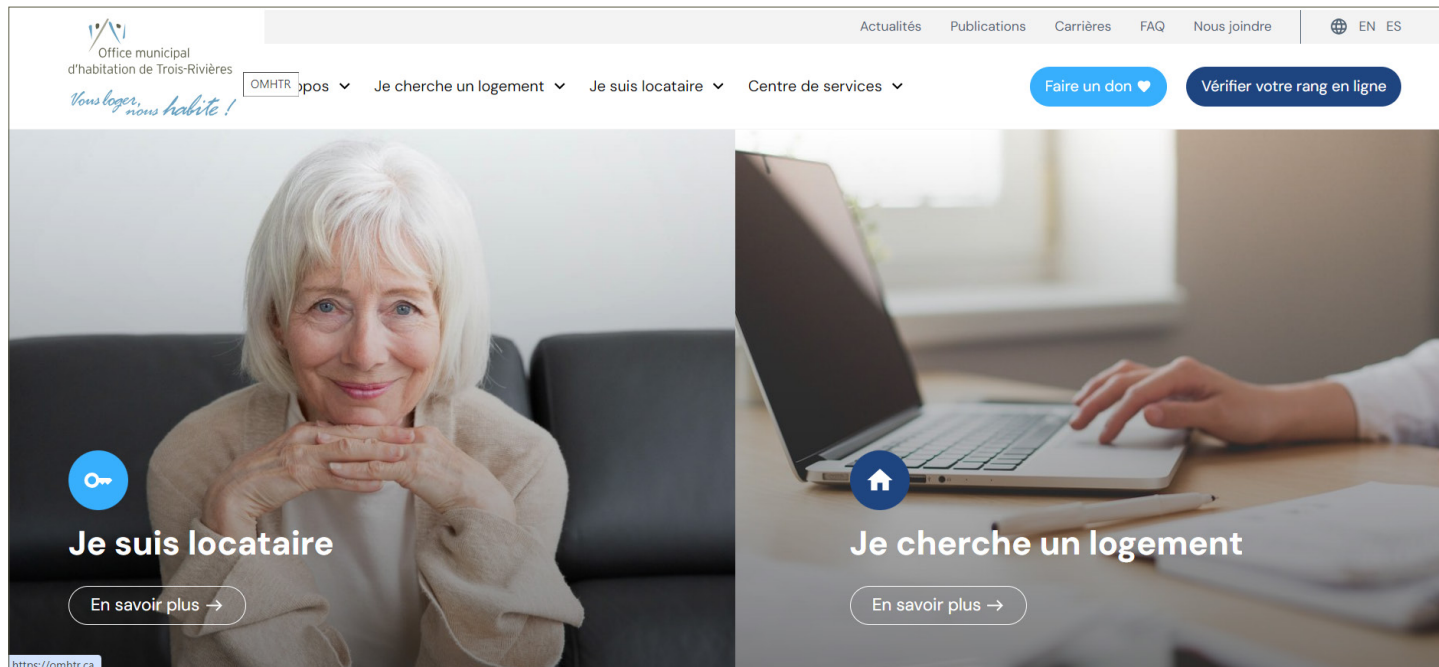 Actualités Publications Carrières FAQ Nous joindre EN ES
Office municipal
d'habitation de Trois-Rivières
Vous loger,
nous habite !
OMHTR
opos Je cherche un logement Je suis locataire Centre de services Faire un don Vérifier votre rang en ligne
Je suis locataire
En savoir plus →
Je cherche un logement
En savoir plus →
https://omhtr.ca